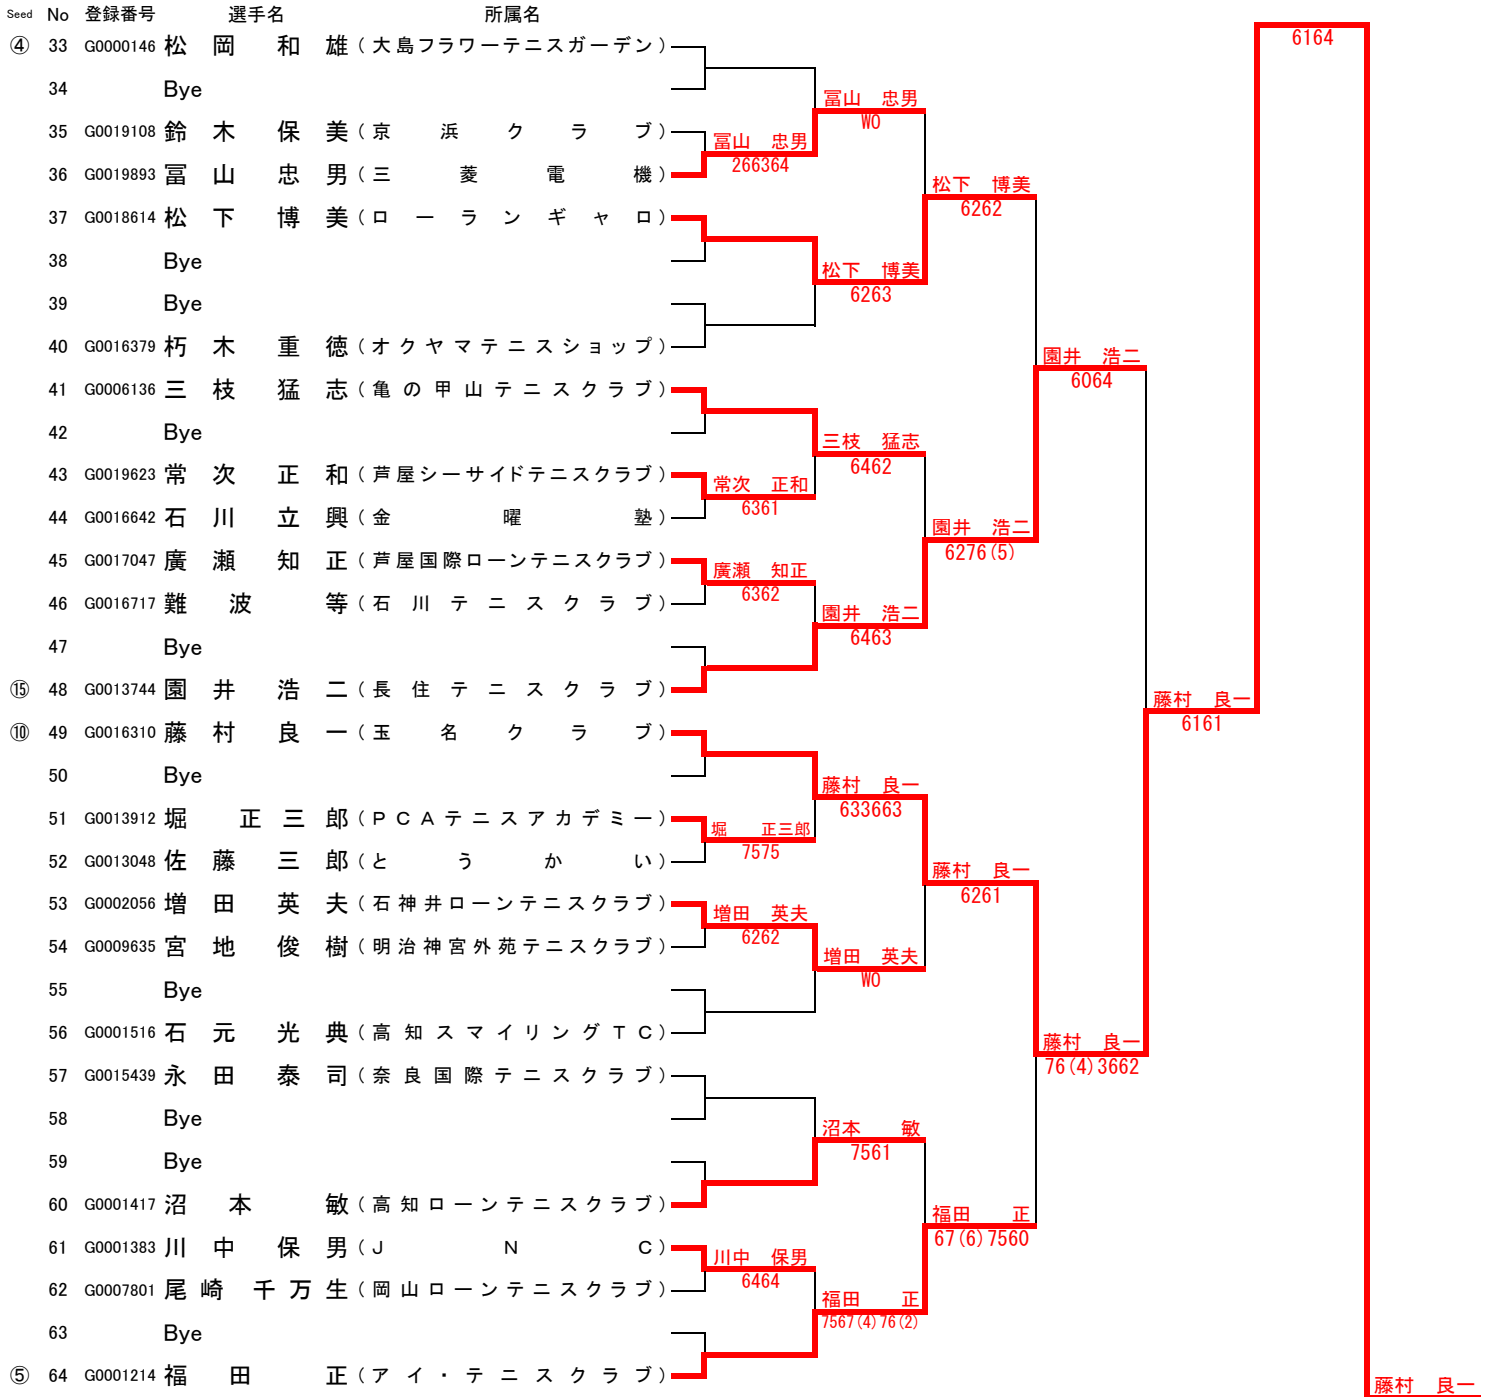 Seed No 登録番号 選手名 所属名
④ 33 G0000146 松岡 和雄 (大島フラワーテニスガーデン)
34 Bye
35 G0019108 鈴木 保美 (京浜クラブ)
36 G0019893 冨山 忠男 (三菱電機)
37 G0018614 松下 博美 (ローランギャロ)
38 Bye
39 Bye
40 G0016379 朽木 重徳 (オクヤマテニスショップ)
41 G0006136 三枝 猛志 (亀の甲山テニスクラブ)
42 Bye
43 G0019623 常次 正和 (芦屋シーサイドテニスクラブ)
44 G0016642 石川 立興 (金曜塾)
45 G0017047 廣瀬 知正 (芦屋国際ローンテニスクラブ)
46 G0016717 難波 等 (石川テニスクラブ)
47 Bye
⑮ 48 G0013744 園井 浩二 (長住テニスクラブ)
⑩ 49 G0016310 藤村 良一 (玉名クラブ)
50 Bye
51 G0013912 堀 正三郎 (PCAテニスアカデミー)
52 G0013048 佐藤 三郎 (とうかい)
53 G0002056 増田 英夫 (石神井ローンテニスクラブ)
54 G0009635 宮地 俊樹 (明治神宮外苑テニスクラブ)
55 Bye
56 G0001516 石元 光典 (高知スマイリングTC)
57 G0015439 永田 泰司 (奈良国際テニスクラブ)
58 Bye
59 Bye
60 G0001417 沼本 敏 (高知ローンテニスクラブ)
61 G0001383 川中 保男 (JNC)
62 G0007801 尾崎 千万生 (岡山ローンテニスクラブ)
63 Bye
⑤ 64 G0001214 福田 正 (アイ・テニスクラブ)
冨山 忠男
266364
常次 正和
6361
廣瀬 知正
6362
堀 正三郎
7575
増田 英夫
6262
川中 保男
6464
冨山 忠男
WO
松下 博美
6263
三枝 猛志
6462
園井 浩二
6463
藤村 良一
633663
増田 英夫
WO
沼本 敏
7561
福田 正
7567(4)76(2)
松下 博美
6262
園井 浩二
6276(5)
藤村 良一
6261
福田 正
67(6)7560
園井 浩二
6064
藤村 良一
76(4)3662
藤村 良一
6161
6164
藤村 良一